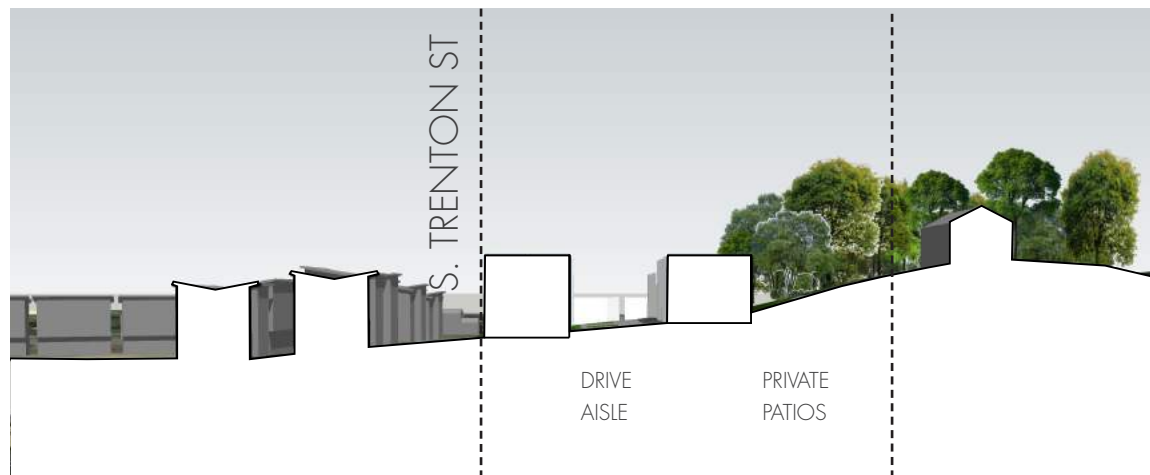 S. TRENTON ST
DRIVE
AISLE
PRIVATE
PATIOS